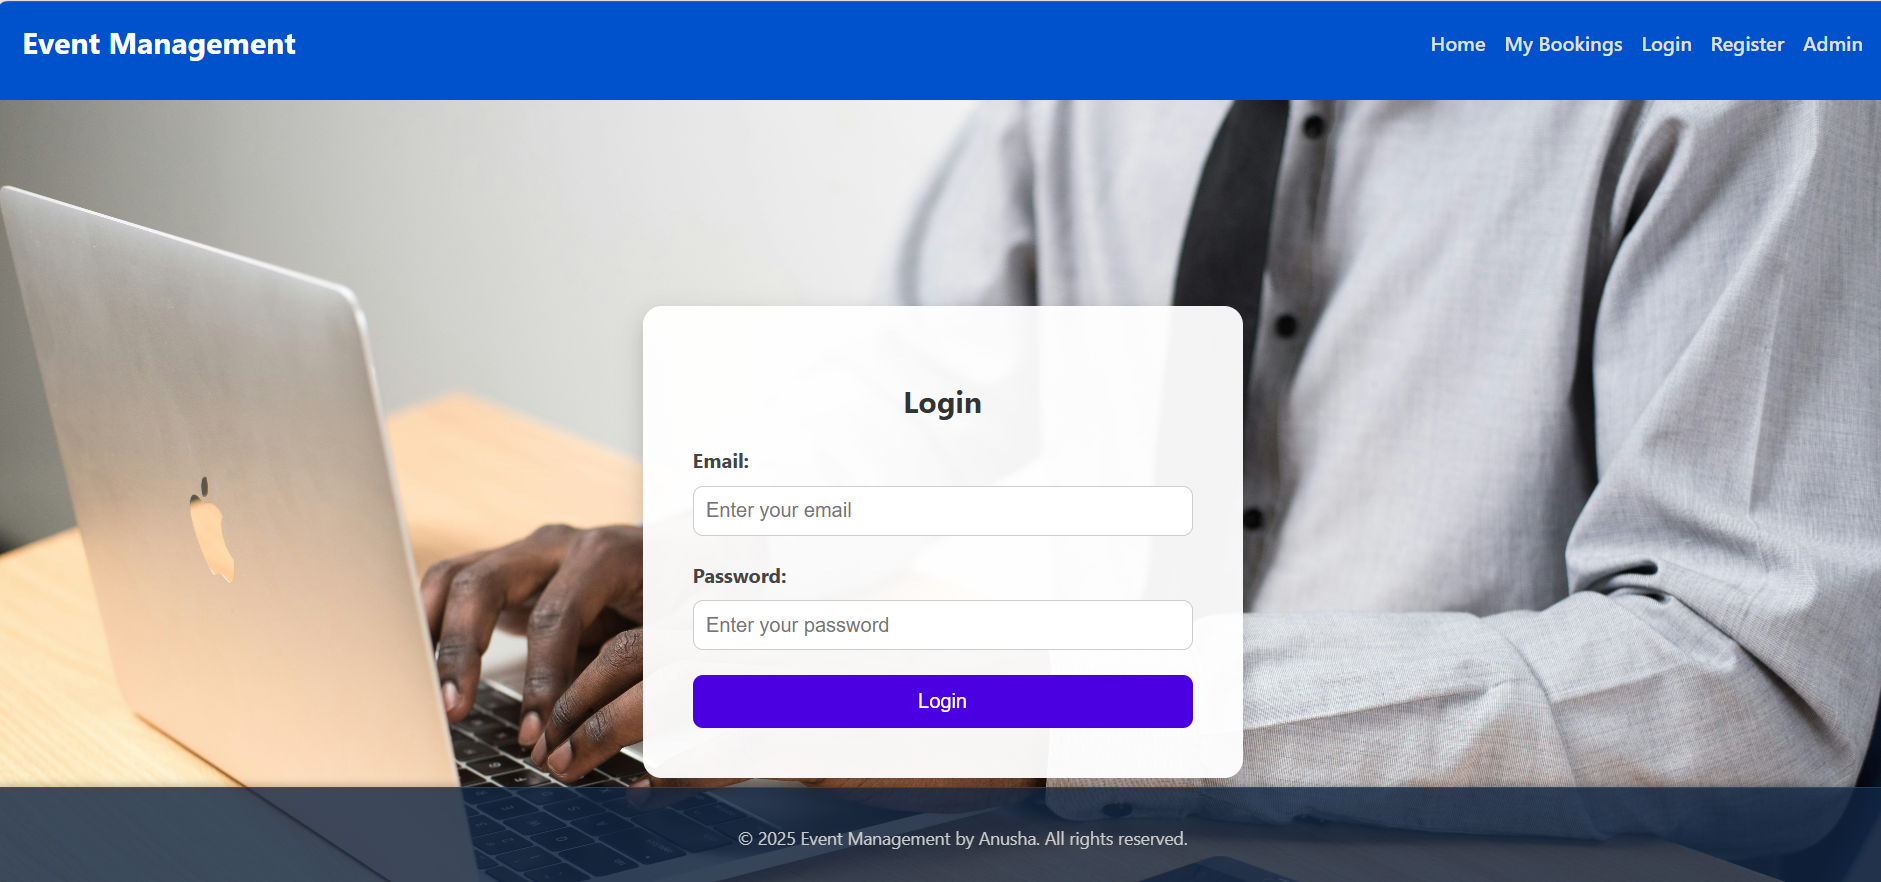 Event Management
Home My Bookings Login Register Admin
Login
Email:
Enter your email
Password:
Enter your password
Login
© 2025 Event Management by Anusha. All rights reserved.